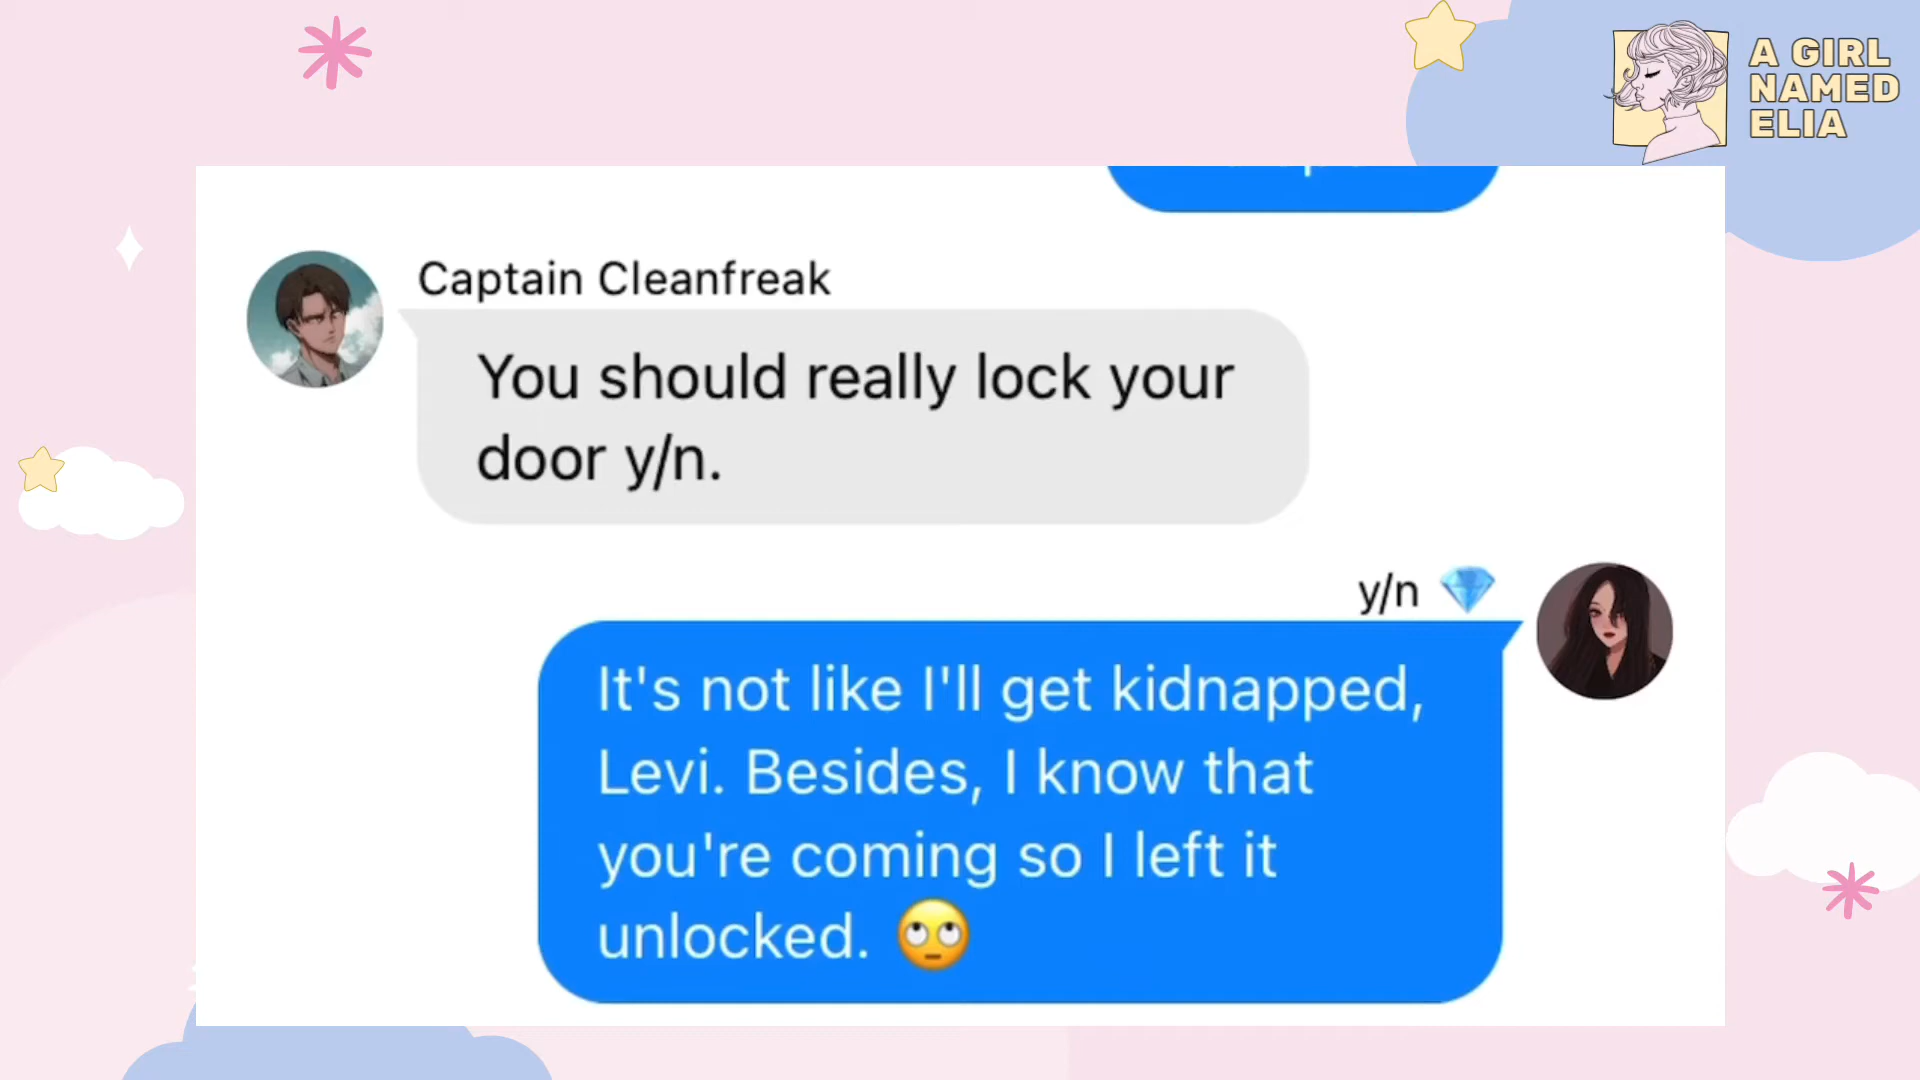 A GIRL
NAMED
ELIA
Captain Cleanfreak
You should really lock your
door y/n.
y/n
It's not like I'll get kidnapped,
Levi. Besides, I know that
you're coming so I left it
unlocked.